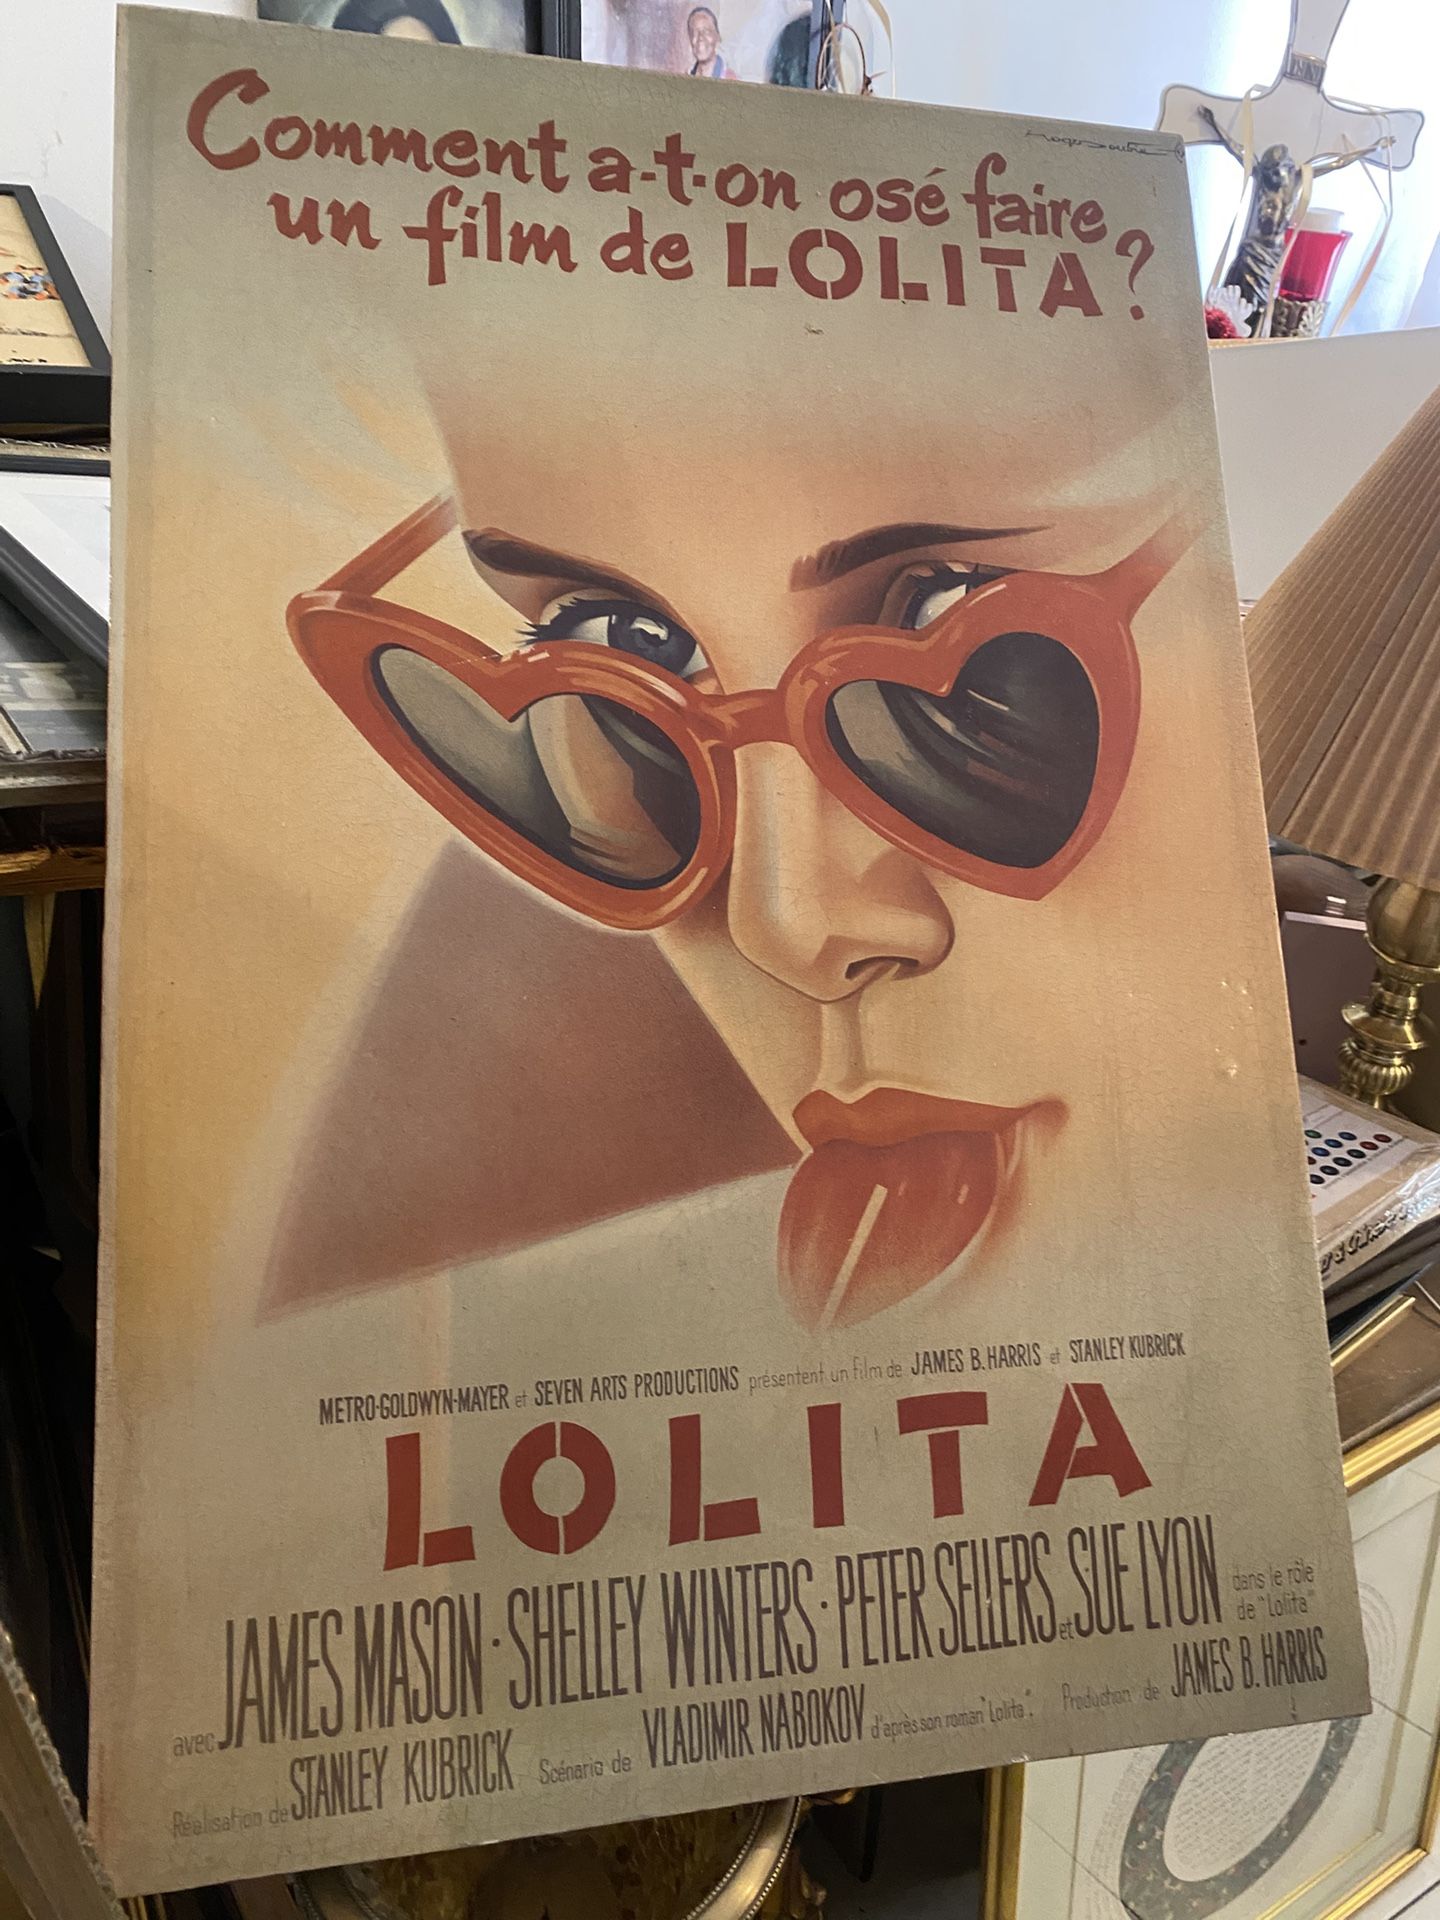 Roger Soubie
Comment a-t-on osé faire
un film de LOLITA?
METRO-GOLDWYN-MAYER et SEVEN ARTS PRODUCTIONS présentent un film de JAMES B. HARRIS et STANLEY KUBRICK
LOLITA
avec JAMES MASON · SHELLEY WINTERS · PETER SELLERS et SUE LYON dans le rôle
de "Lolita"
Réalisation de STANLEY KUBRICK Scénario de VLADIMIR NABOKOV d'après son roman "Lolita". Production de JAMES B. HARRIS